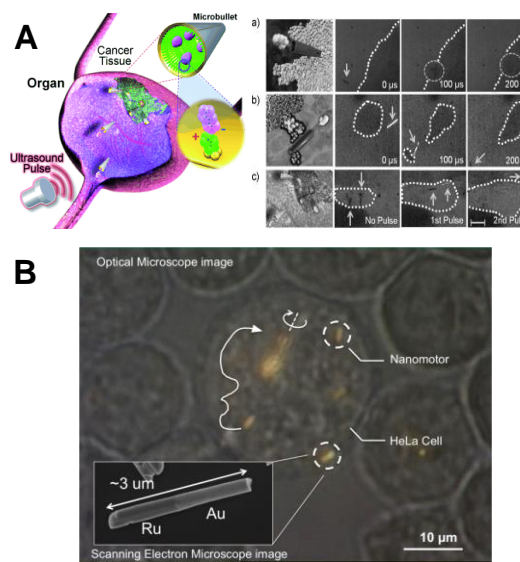 A
Microbullet
Cancer
Tissue
Organ
Ultrasound
Pulse
+
-
a)
0 µs
100 µs
200
b)
0 µs
100 µs
200
c)
No Pulse
1st Pulse
2nd Pul
B
Optical Microscope image
Nanomotor
HeLa Cell
~3 um
Ru
Au
10 µm
Scanning Electron Microscope image